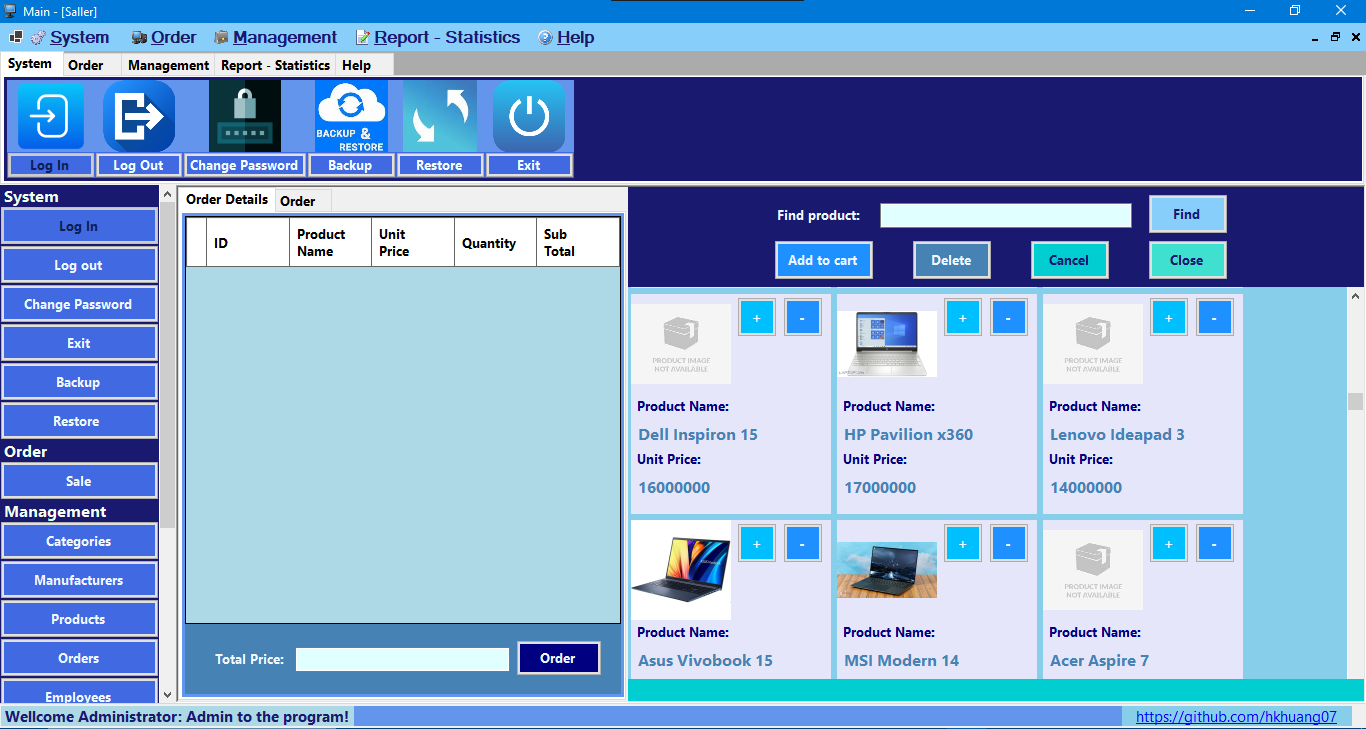 Main - [Saller]
System Order Management Report - Statistics Help
System Order Management Report - Statistics Help
BACKUP &
RESTORE
Log In Log Out Change Password Backup Restore Exit
System
Log In
Log out
Change Password
Exit
Backup
Restore
Order
Sale
Management
Categories
Manufacturers
Products
Orders
Employees
Order Details Order
ID Product Name Unit Price Quantity Sub Total
Total Price: Order
Find product: Find
Add to cart Delete Cancel Close
+ - + - + -
PRODUCT IMAGE
NOT AVAILABLE
PRODUCT IMAGE
NOT AVAILABLE
Product Name: Product Name: Product Name:
Dell Inspiron 15 HP Pavilion x360 Lenovo Ideapad 3
Unit Price: Unit Price: Unit Price:
16000000 17000000 14000000
+ - + - + -
PRODUCT IMAGE
NOT AVAILABLE
Product Name: Product Name: Product Name:
Asus Vivobook 15 MSI Modern 14 Acer Aspire 7
Wellcome Administrator: Admin to the program! https://github.com/hkhuang07